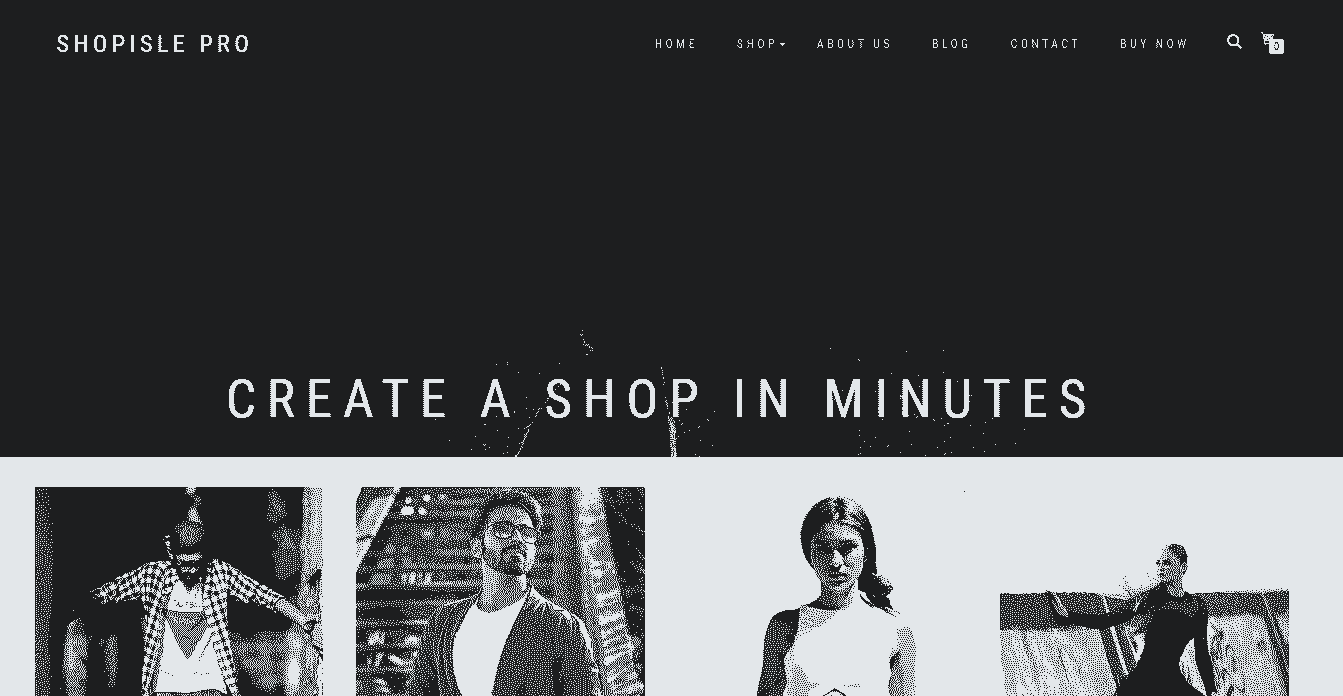 SHOPISLE PRO
HOME SHOP ABOUT US BLOG CONTACT BUY NOW 0
CREATE A SHOP IN MINUTES